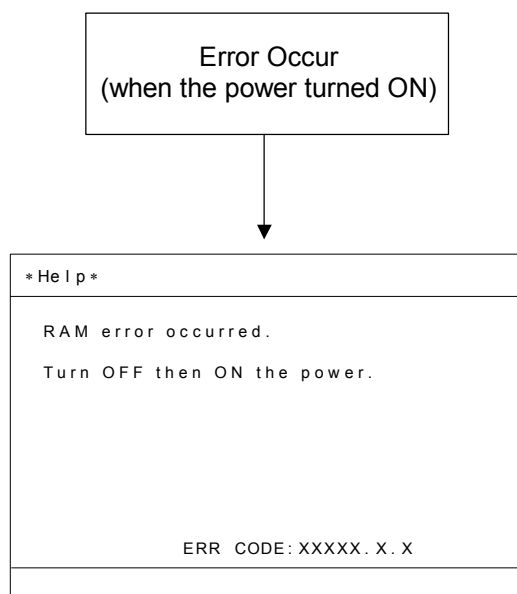 Error Occur
(when the power turned ON)
*Help*
RAM error occurred.
Turn OFF then ON the power.
ERR CODE: XXXXX.X.X